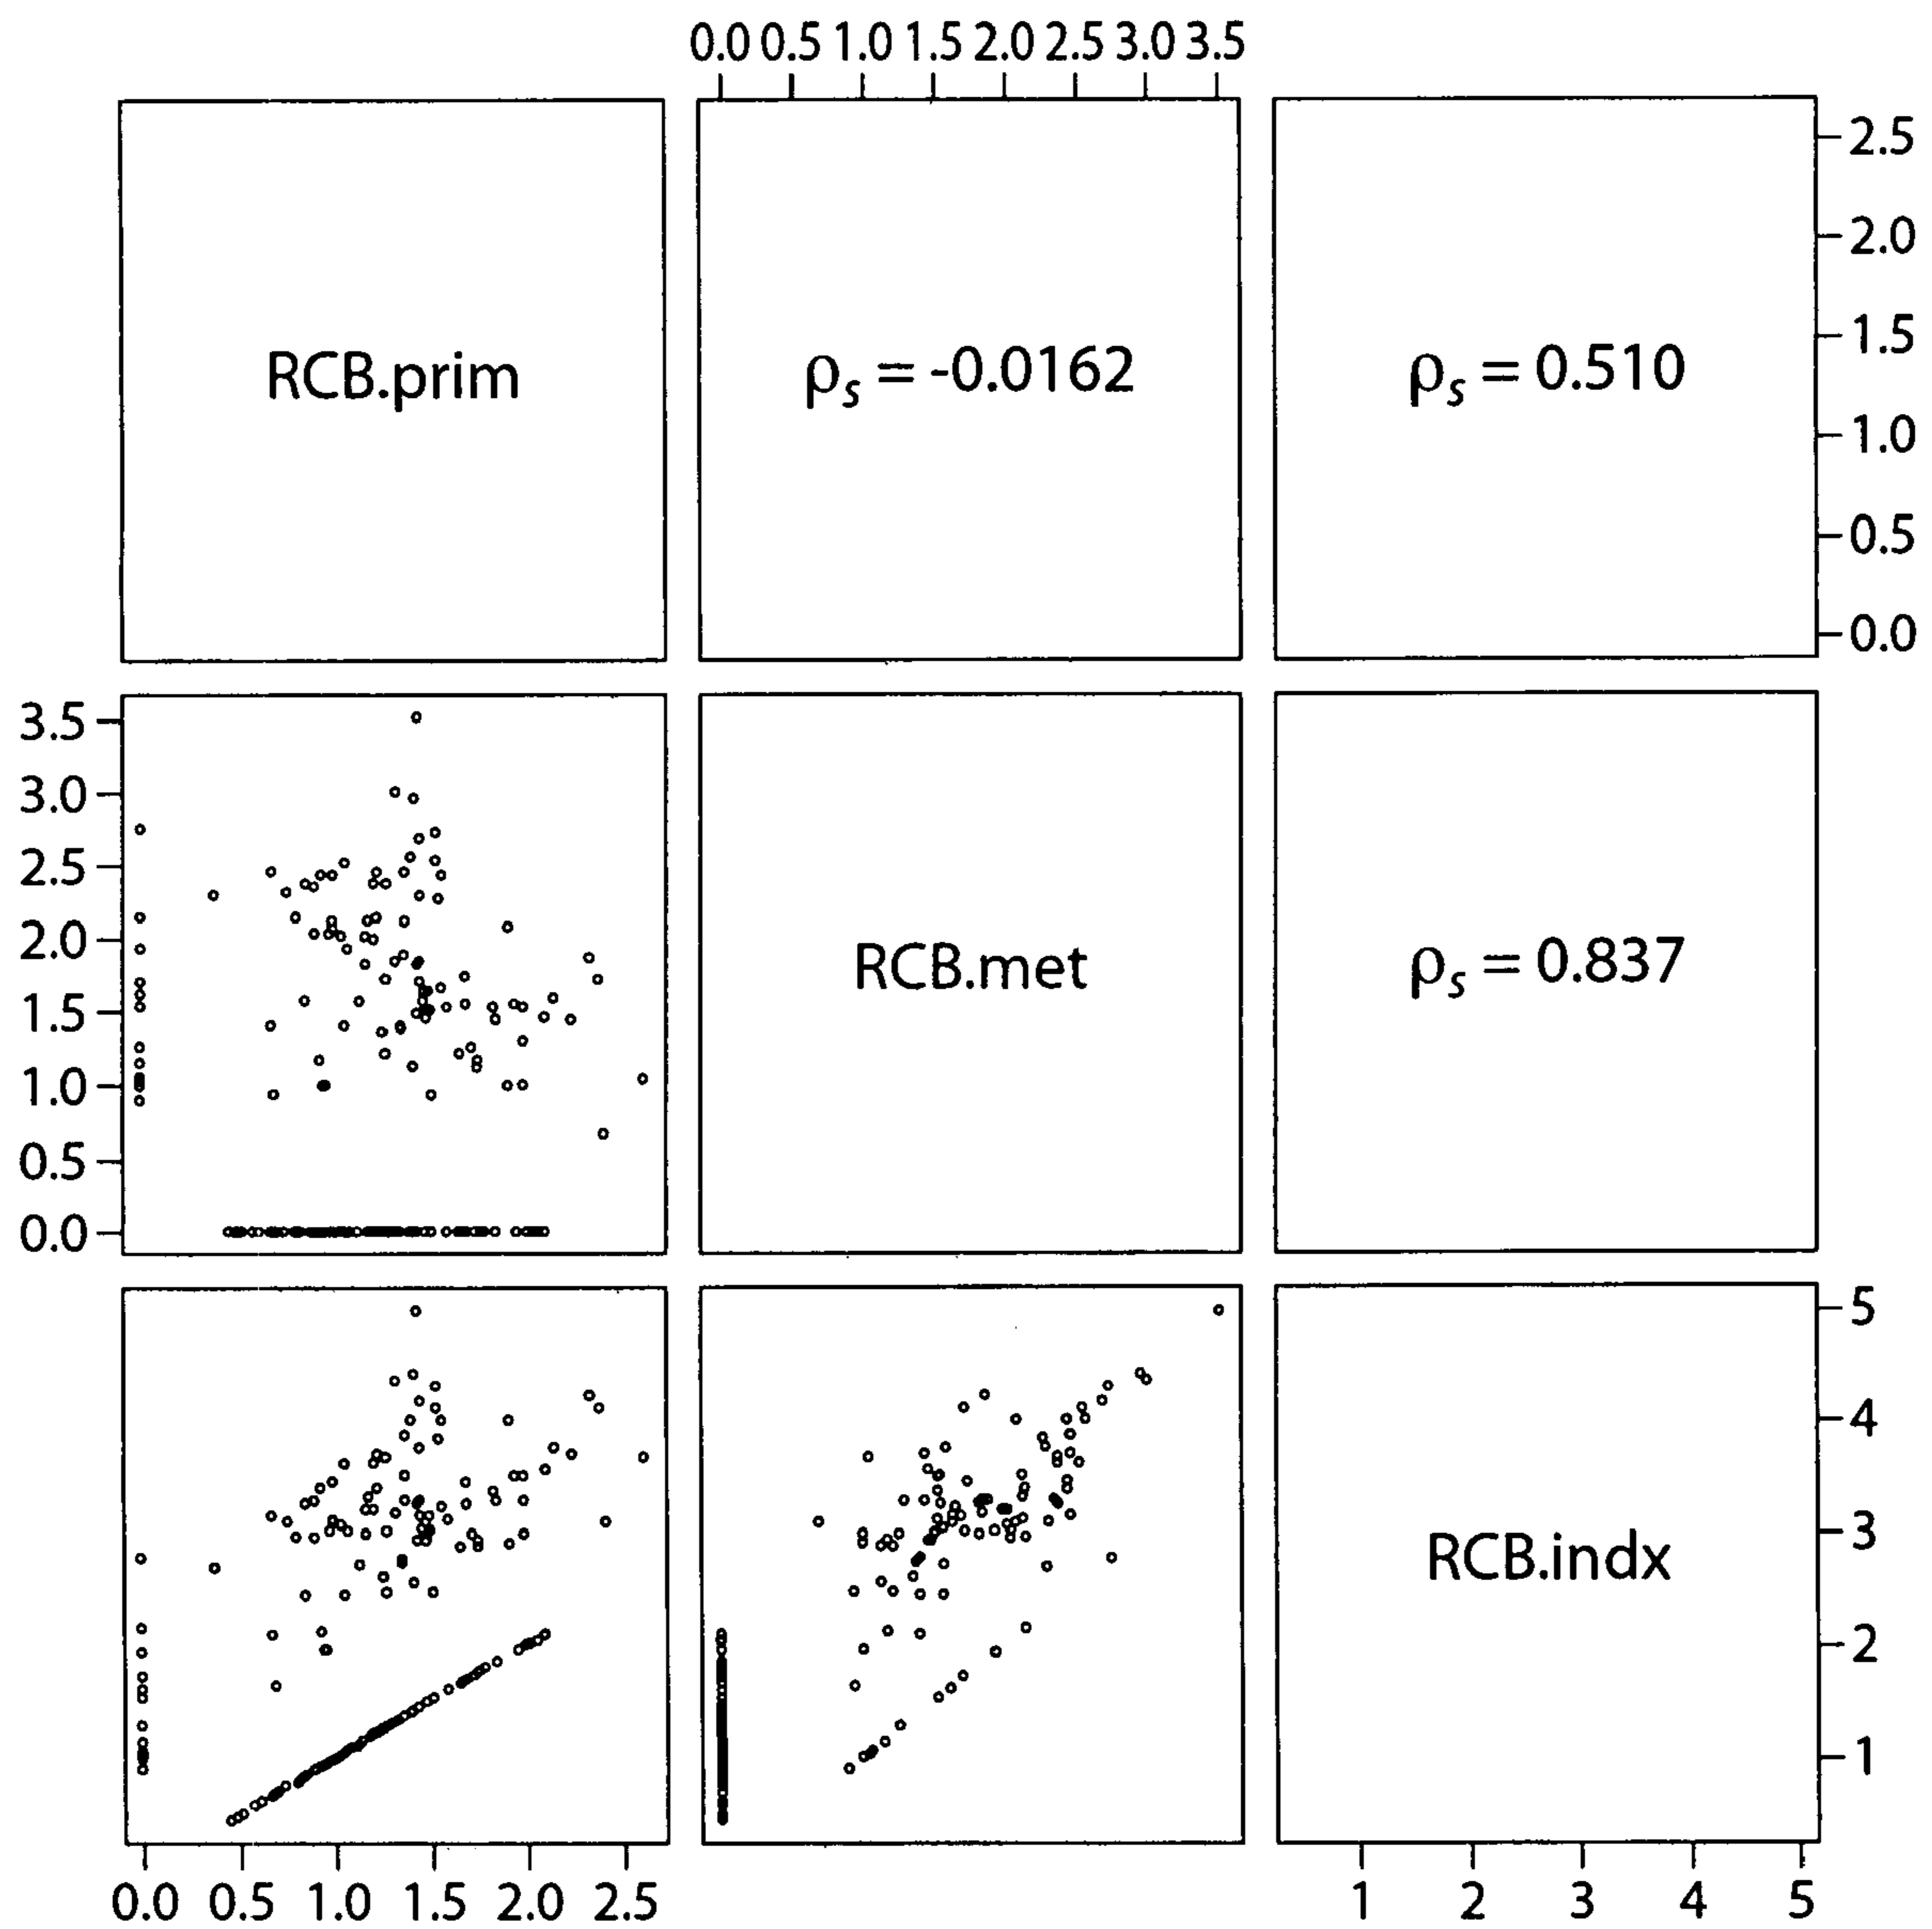 0.0 0.5 1.0 1.5 2.0 2.5 3.0 3.5
RCB.prim
ρs = -0.0162
ρs = 0.510
2.5
2.0
1.5
1.0
0.5
0.0
3.5
3.0
2.5
2.0
1.5
1.0
0.5
0.0
RCB.met
ρs = 0.837
RCB.indx
5
4
3
2
1
0.0 0.5 1.0 1.5 2.0 2.5
1 2 3 4 5